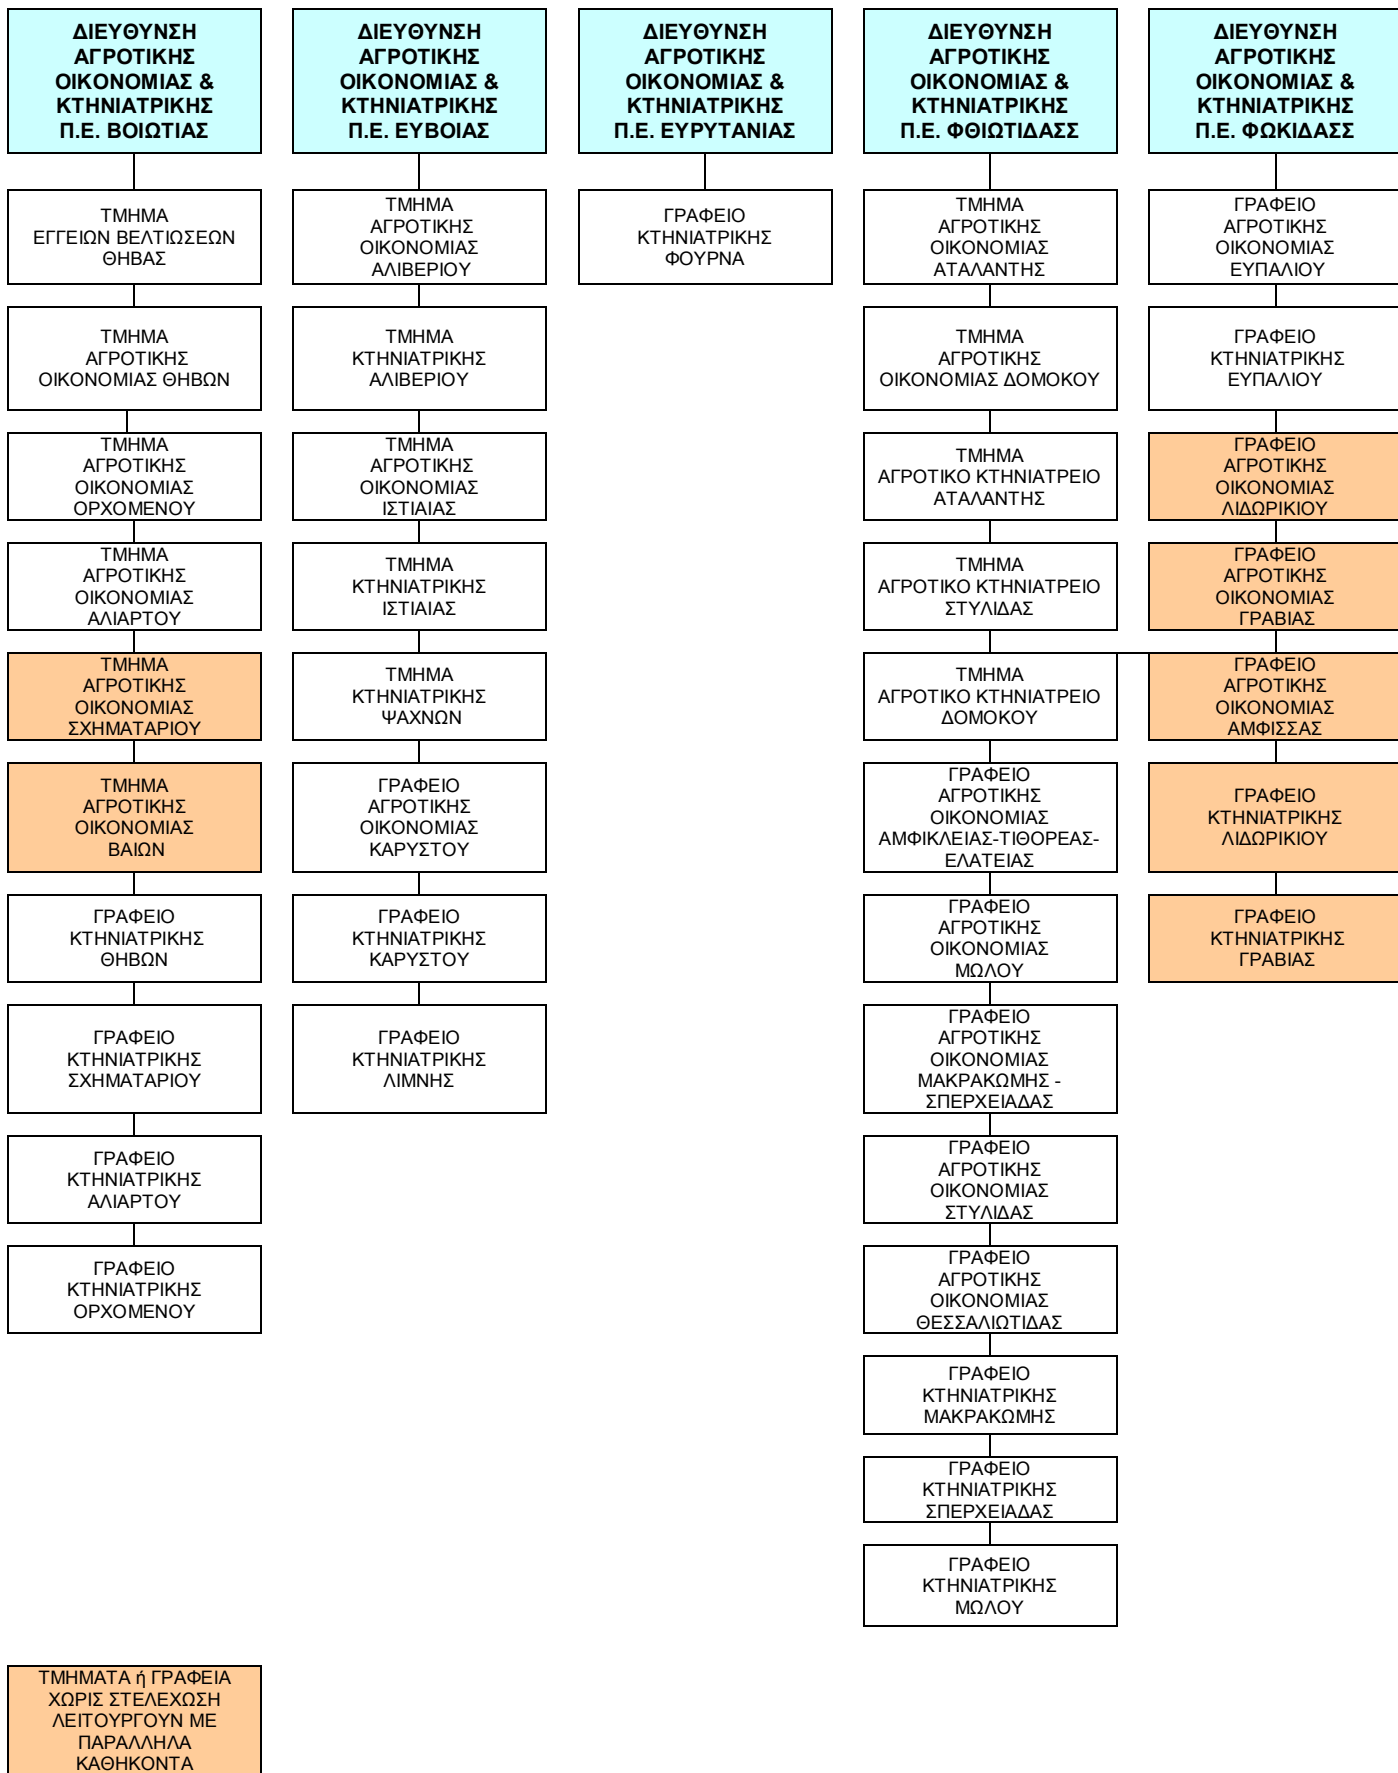 ΔΙΕΥΘΥΝΣΗ
ΑΓΡΟΤΙΚΗΣ
ΟΙΚΟΝΟΜΙΑΣ &
ΚΤΗΝΙΑΤΡΙΚΗΣ
Π.Ε. ΒΟΙΩΤΙΑΣ
ΤΜΗΜΑ
ΕΓΓΕΙΩΝ ΒΕΛΤΙΩΣΕΩΝ
ΘΗΒΑΣ
ΤΜΗΜΑ
ΑΓΡΟΤΙΚΗΣ
ΟΙΚΟΝΟΜΙΑΣ ΘΗΒΩΝ
ΤΜΗΜΑ
ΑΓΡΟΤΙΚΗΣ
ΟΙΚΟΝΟΜΙΑΣ
ΟΡΧΟΜΕΝΟΥ
ΤΜΗΜΑ
ΑΓΡΟΤΙΚΗΣ
ΟΙΚΟΝΟΜΙΑΣ
ΑΛΙΑΡΤΟΥ
ΤΜΗΜΑ
ΑΓΡΟΤΙΚΗΣ
ΟΙΚΟΝΟΜΙΑΣ
ΣΧΗΜΑΤΑΡΙΟΥ
ΤΜΗΜΑ
ΑΓΡΟΤΙΚΗΣ
ΟΙΚΟΝΟΜΙΑΣ
ΒΑΙΩΝ
ΓΡΑΦΕΙΟ
ΚΤΗΝΙΑΤΡΙΚΗΣ
ΘΗΒΩΝ
ΓΡΑΦΕΙΟ
ΚΤΗΝΙΑΤΡΙΚΗΣ
ΣΧΗΜΑΤΑΡΙΟΥ
ΓΡΑΦΕΙΟ
ΚΤΗΝΙΑΤΡΙΚΗΣ
ΑΛΙΑΡΤΟΥ
ΓΡΑΦΕΙΟ
ΚΤΗΝΙΑΤΡΙΚΗΣ
ΟΡΧΟΜΕΝΟΥ
ΔΙΕΥΘΥΝΣΗ
ΑΓΡΟΤΙΚΗΣ
ΟΙΚΟΝΟΜΙΑΣ &
ΚΤΗΝΙΑΤΡΙΚΗΣ
Π.Ε. ΕΥΒΟΙΑΣ
ΤΜΗΜΑ
ΑΓΡΟΤΙΚΗΣ
ΟΙΚΟΝΟΜΙΑΣ
ΑΛΙΒΕΡΙΟΥ
ΤΜΗΜΑ
ΚΤΗΝΙΑΤΡΙΚΗΣ
ΑΛΙΒΕΡΙΟΥ
ΤΜΗΜΑ
ΑΓΡΟΤΙΚΗΣ
ΟΙΚΟΝΟΜΙΑΣ
ΙΣΤΙΑΙΑΣ
ΤΜΗΜΑ
ΚΤΗΝΙΑΤΡΙΚΗΣ
ΙΣΤΙΑΙΑΣ
ΤΜΗΜΑ
ΚΤΗΝΙΑΤΡΙΚΗΣ
ΨΑΧΝΩΝ
ΓΡΑΦΕΙΟ
ΑΓΡΟΤΙΚΗΣ
ΟΙΚΟΝΟΜΙΑΣ
ΚΑΡΥΣΤΟΥ
ΓΡΑΦΕΙΟ
ΚΤΗΝΙΑΤΡΙΚΗΣ
ΚΑΡΥΣΤΟΥ
ΓΡΑΦΕΙΟ
ΚΤΗΝΙΑΤΡΙΚΗΣ
ΛΙΜΝΗΣ
ΔΙΕΥΘΥΝΣΗ
ΑΓΡΟΤΙΚΗΣ
ΟΙΚΟΝΟΜΙΑΣ &
ΚΤΗΝΙΑΤΡΙΚΗΣ
Π.Ε. ΕΥΡΥΤΑΝΙΑΣ
ΓΡΑΦΕΙΟ
ΚΤΗΝΙΑΤΡΙΚΗΣ
ΦΟΥΡΝΑ
ΔΙΕΥΘΥΝΣΗ
ΑΓΡΟΤΙΚΗΣ
ΟΙΚΟΝΟΜΙΑΣ &
ΚΤΗΝΙΑΤΡΙΚΗΣ
Π.Ε. ΦΘΙΩΤΙΔΑΣΣ
ΤΜΗΜΑ
ΑΓΡΟΤΙΚΗΣ
ΟΙΚΟΝΟΜΙΑΣ
ΑΤΑΛΑΝΤΗΣ
ΤΜΗΜΑ
ΑΓΡΟΤΙΚΗΣ
ΟΙΚΟΝΟΜΙΑΣ ΔΟΜΟΚΟΥ
ΤΜΗΜΑ
ΑΓΡΟΤΙΚΟ ΚΤΗΝΙΑΤΡΕΙΟ
ΑΤΑΛΑΝΤΗΣ
ΤΜΗΜΑ
ΑΓΡΟΤΙΚΟ ΚΤΗΝΙΑΤΡΕΙΟ
ΣΤΥΛΙΔΑΣ
ΤΜΗΜΑ
ΑΓΡΟΤΙΚΟ ΚΤΗΝΙΑΤΡΕΙΟ
ΔΟΜΟΚΟΥ
ΓΡΑΦΕΙΟ
ΑΓΡΟΤΙΚΗΣ
ΟΙΚΟΝΟΜΙΑΣ
ΑΜΦΙΚΛΕΙΑΣ-ΤΙΘΟΡΕΑΣ-
ΕΛΑΤΕΙΑΣ
ΓΡΑΦΕΙΟ
ΑΓΡΟΤΙΚΗΣ
ΟΙΚΟΝΟΜΙΑΣ
ΜΩΛΟΥ
ΓΡΑΦΕΙΟ
ΑΓΡΟΤΙΚΗΣ
ΟΙΚΟΝΟΜΙΑΣ
ΜΑΚΡΑΚΩΜΗΣ -
ΣΠΕΡΧΕΙΑΔΑΣ
ΓΡΑΦΕΙΟ
ΑΓΡΟΤΙΚΗΣ
ΟΙΚΟΝΟΜΙΑΣ
ΣΤΥΛΙΔΑΣ
ΓΡΑΦΕΙΟ
ΑΓΡΟΤΙΚΗΣ
ΟΙΚΟΝΟΜΙΑΣ
ΘΕΣΣΑΛΙΩΤΙΔΑΣ
ΓΡΑΦΕΙΟ
ΚΤΗΝΙΑΤΡΙΚΗΣ
ΜΑΚΡΑΚΩΜΗΣ
ΓΡΑΦΕΙΟ
ΚΤΗΝΙΑΤΡΙΚΗΣ
ΣΠΕΡΧΕΙΑΔΑΣ
ΓΡΑΦΕΙΟ
ΚΤΗΝΙΑΤΡΙΚΗΣ
ΜΩΛΟΥ
ΔΙΕΥΘΥΝΣΗ
ΑΓΡΟΤΙΚΗΣ
ΟΙΚΟΝΟΜΙΑΣ &
ΚΤΗΝΙΑΤΡΙΚΗΣ
Π.Ε. ΦΩΚΙΔΑΣΣ
ΓΡΑΦΕΙΟ
ΑΓΡΟΤΙΚΗΣ
ΟΙΚΟΝΟΜΙΑΣ
ΕΥΠΑΛΙΟΥ
ΓΡΑΦΕΙΟ
ΚΤΗΝΙΑΤΡΙΚΗΣ
ΕΥΠΑΛΙΟΥ
ΓΡΑΦΕΙΟ
ΑΓΡΟΤΙΚΗΣ
ΟΙΚΟΝΟΜΙΑΣ
ΛΙΔΩΡΙΚΙΟΥ
ΓΡΑΦΕΙΟ
ΑΓΡΟΤΙΚΗΣ
ΟΙΚΟΝΟΜΙΑΣ
ΓΡΑΒΙΑΣ
ΓΡΑΦΕΙΟ
ΑΓΡΟΤΙΚΗΣ
ΟΙΚΟΝΟΜΙΑΣ
ΑΜΦΙΣΣΑΣ
ΓΡΑΦΕΙΟ
ΚΤΗΝΙΑΤΡΙΚΗΣ
ΛΙΔΩΡΙΚΙΟΥ
ΓΡΑΦΕΙΟ
ΚΤΗΝΙΑΤΡΙΚΗΣ
ΓΡΑΒΙΑΣ
ΤΜΗΜΑΤΑ ή ΓΡΑΦΕΙΑ
ΧΩΡΙΣ ΣΤΕΛΕΧΩΣΗ
ΛΕΙΤΟΥΡΓΟΥΝ ΜΕ
ΠΑΡΑΛΛΗΛΑ
ΚΑΘΗΚΟΝΤΑ